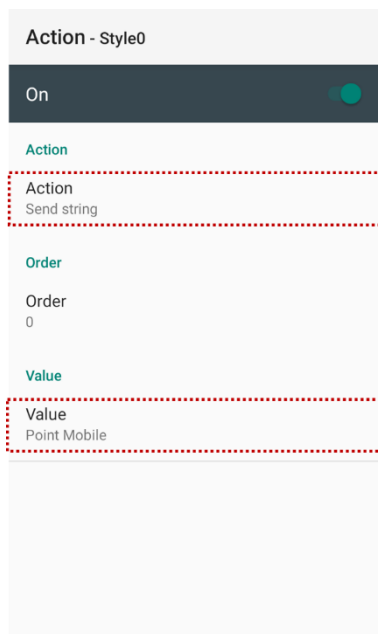 Action - Style0
On
Action
Action
Send string
Order
Order
0
Value
Value
Point Mobile